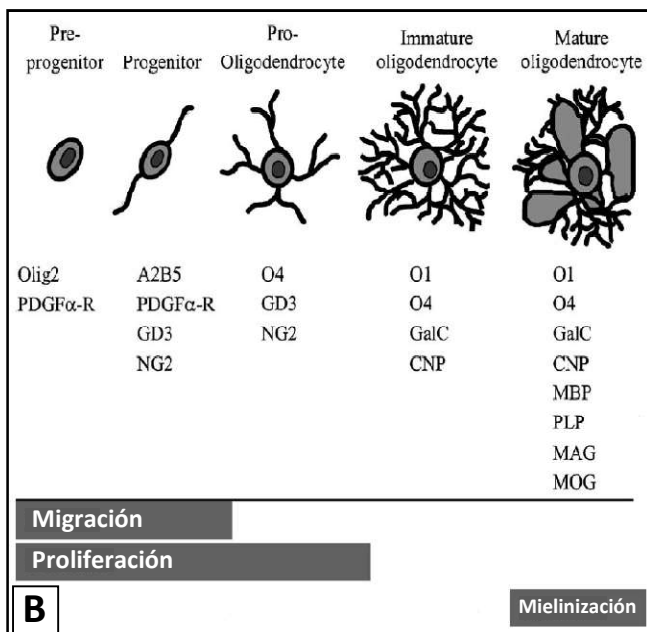 Pre-
progenitor
Progenitor
Pro-
Oligodendrocyte
Immature
oligodendrocyte
Mature
oligodendrocyte
Olig2
PDGFα-R
A2B5
PDGFα-R
GD3
NG2
O4
GD3
NG2
O1
O4
GalC
CNP
O1
O4
GalC
CNP
MBP
PLP
MAG
MOG
Migración
Proliferación
B
Mielinización